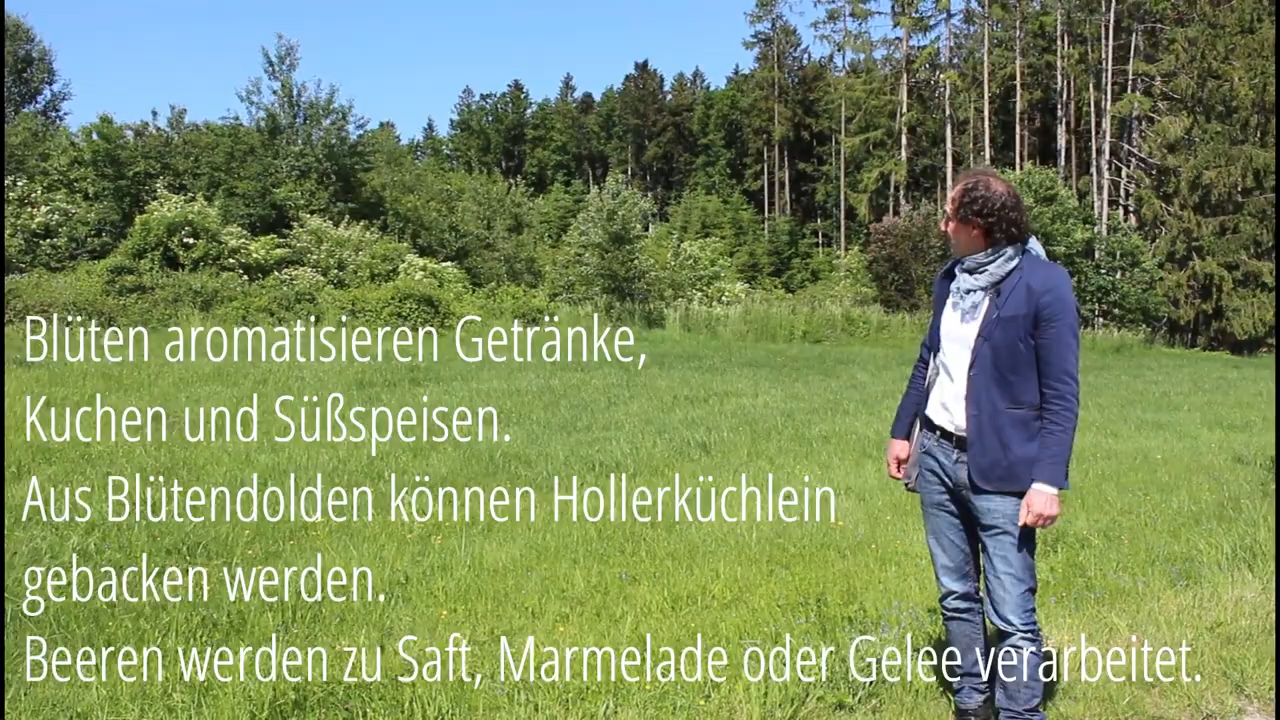 Blüten aromatisieren Getränke,
Kuchen und Süßspeisen.
Aus Blütendolden können Hollerküchlein
gebacken werden.
Beeren werden zu Saft, Marmelade oder Gelee verarbeitet.